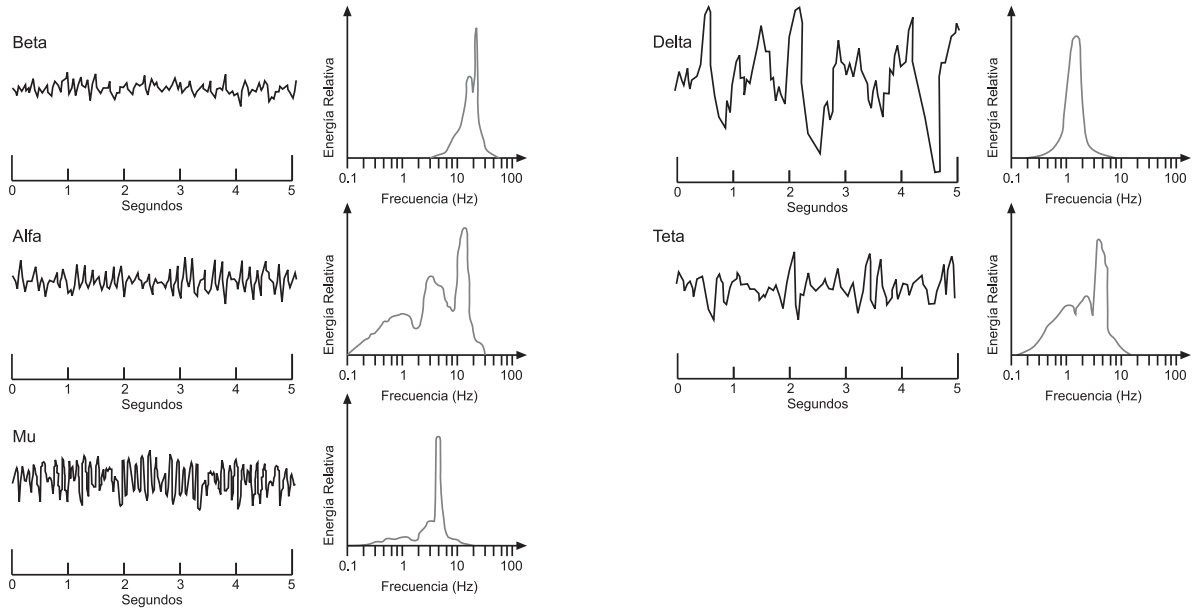 Beta
0 1 2 3 4 5
Segundos
Energía Relativa
0.1 1 10 100
Frecuencia (Hz)
Delta
0 1 2 3 4 5
Segundos
Energía Relativa
0.1 1 10 100
Frecuencia (Hz)
Alfa
0 1 2 3 4 5
Segundos
Energía Relativa
0.1 1 10 100
Frecuencia (Hz)
Teta
0 1 2 3 4 5
Segundos
Energía Relativa
0.1 1 10 100
Frecuencia (Hz)
Mu
0 1 2 3 4 5
Segundos
Energía Relativa
0.1 1 10 100
Frecuencia (Hz)